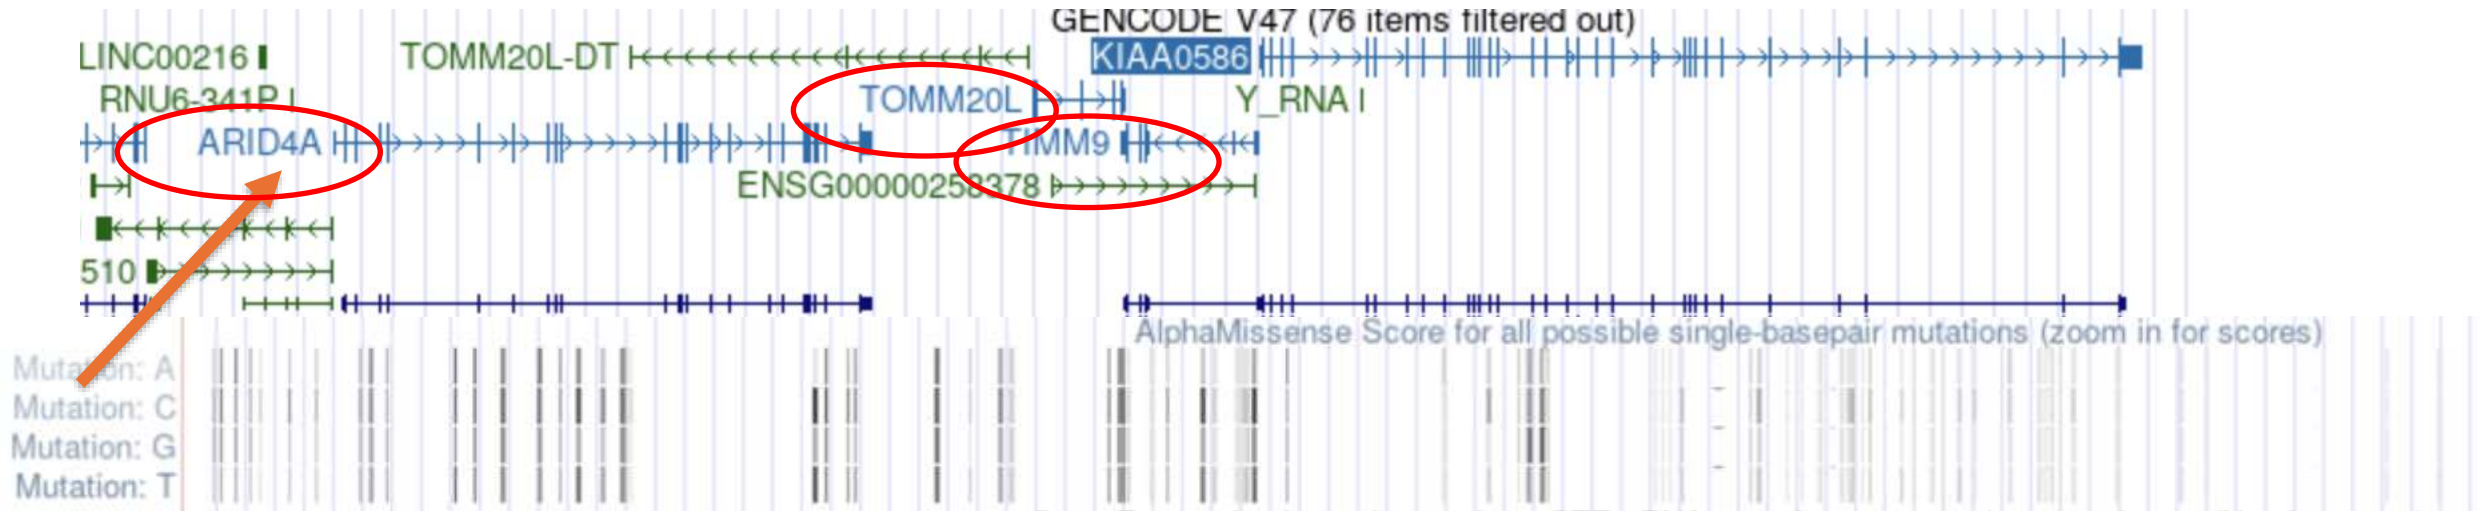 GENCODE V47 (76 items filtered out)
LINC00216 TOMM20L-DT KIAA0586
RNU6-341P TOMM20L Y_RNA
ARID4A TIMM9
ENSG00000258378
510
AlphaMissense Score for all possible single-basepair mutations (zoom in for scores)
Mutation: A
Mutation: C
Mutation: G
Mutation: T